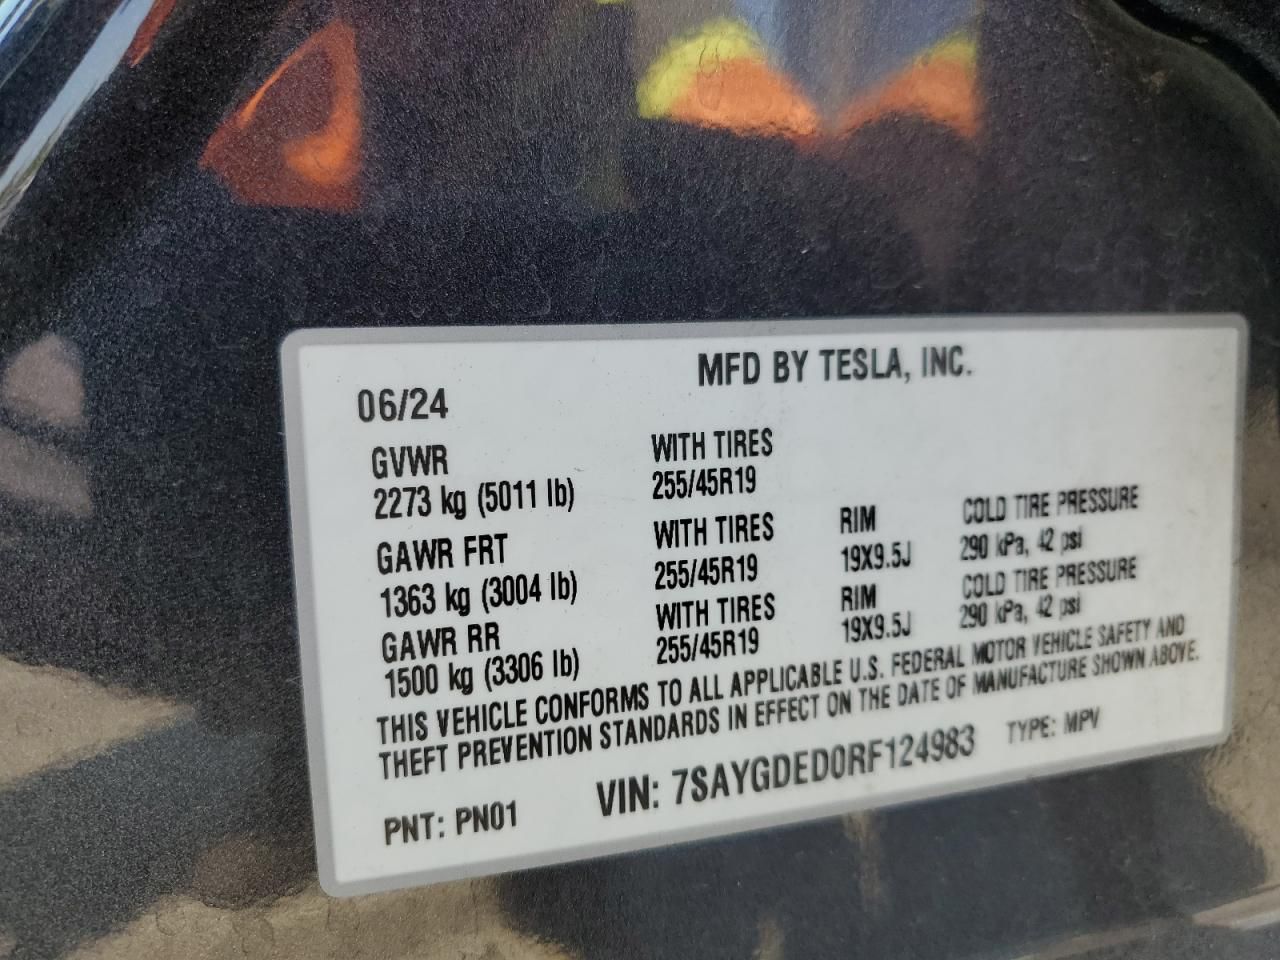 MFD BY TESLA, INC.
06/24
GVWR WITH TIRES
2273 kg (5011 lb) 255/45R19
GAWR FRT WITH TIRES RIM COLD TIRE PRESSURE
1363 kg (3004 lb) 255/45R19 19X9.5J 290 kPa, 42 psi
GAWR RR WITH TIRES RIM COLD TIRE PRESSURE
1500 kg (3306 lb) 255/45R19 19X9.5J 290 kPa, 42 psi
THIS VEHICLE CONFORMS TO ALL APPLICABLE U.S. FEDERAL MOTOR VEHICLE SAFETY AND
THEFT PREVENTION STANDARDS IN EFFECT ON THE DATE OF MANUFACTURE SHOWN ABOVE.
PNT: PN01 VIN: 7SAYGDED0RF124983 TYPE: MPV